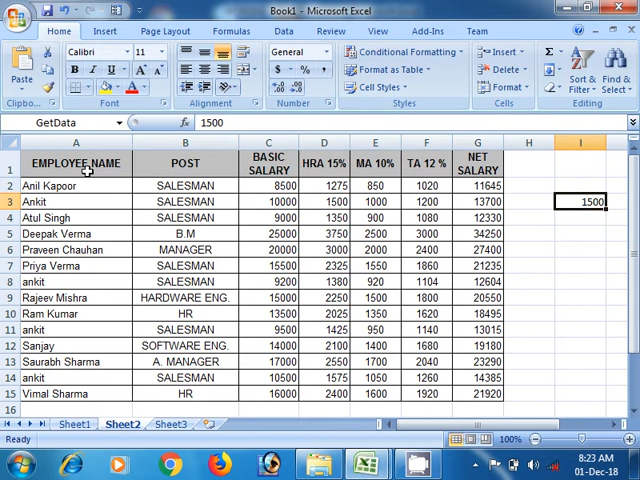 Book1 - Microsoft Excel
Home Insert Page Layout Formulas Data Review View Add-Ins Team
Calibri 11 General Conditional Formatting Insert Σ
Paste B I U A A % , Format as Table Delete Sort & Filter Find & Select
Cell Styles Format
Clipboard Font Alignment Number Styles Cells Editing
GetData fx 1500
A B C D E F G H I
1 EMPLOYEE NAME POST BASIC SALARY HRA 15% MA 10% TA 12 % NET SALARY
2 Anil Kapoor SALESMAN 8500 1275 850 1020 11645
3 Ankit SALESMAN 10000 1500 1000 1200 13700 1500
4 Atul Singh SALESMAN 9000 1350 900 1080 12330
5 Deepak Verma B.M 25000 3750 2500 3000 34250
6 Praveen Chauhan MANAGER 20000 3000 2000 2400 27400
7 Priya Verma SALESMAN 15500 2325 1550 1860 21235
8 ankit SALESMAN 9200 1380 920 1104 12604
9 Rajeev Mishra HARDWARE ENG. 15000 2250 1500 1800 20550
10 Ram Kumar HR 13500 2025 1350 1620 18495
11 ankit SALESMAN 9500 1425 950 1140 13015
12 Sanjay SOFTWARE ENG. 14000 2100 1400 1680 19180
13 Saurabh Sharma A. MANAGER 17000 2550 1700 2040 23290
14 ankit SALESMAN 10500 1575 1050 1260 14385
15 Vimal Sharma HR 16000 2400 1600 1920 21920
16
Sheet1 Sheet2 Sheet3
Ready 100%
8:23 AM
01-Dec-18